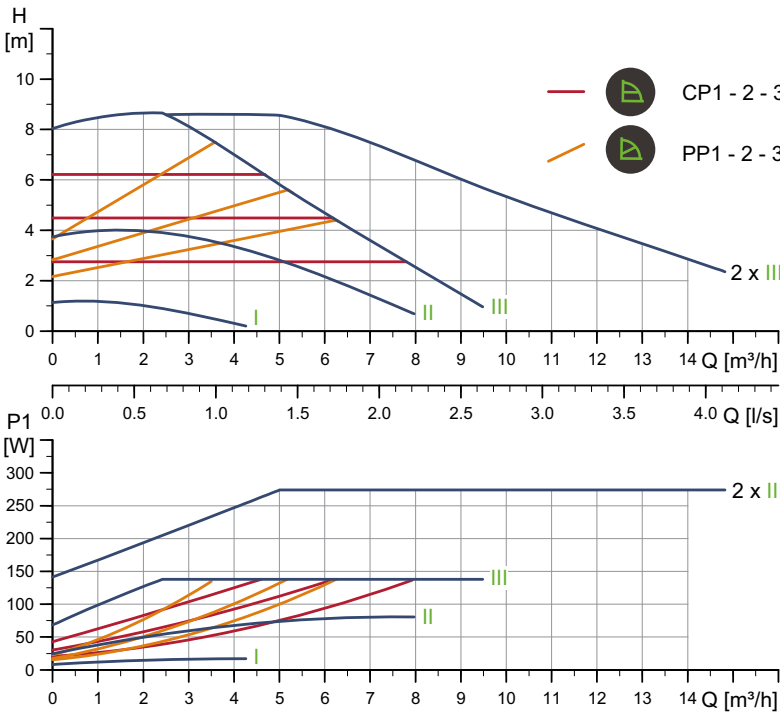 H
[m]
10
8
6
4
2
0
CP1 - 2 - 3
PP1 - 2 - 3
2 x III
III
II
I
0 1 2 3 4 5 6 7 8 9 10 11 12 13 14 Q [m³/h]
0.0 0.5 1.0 1.5 2.0 2.5 3.0 3.5 4.0 Q [l/s]
P1
[W]
300
250
200
150
100
50
0
2 x II
III
II
I
0 1 2 3 4 5 6 7 8 9 10 11 12 13 14 Q [m³/h]